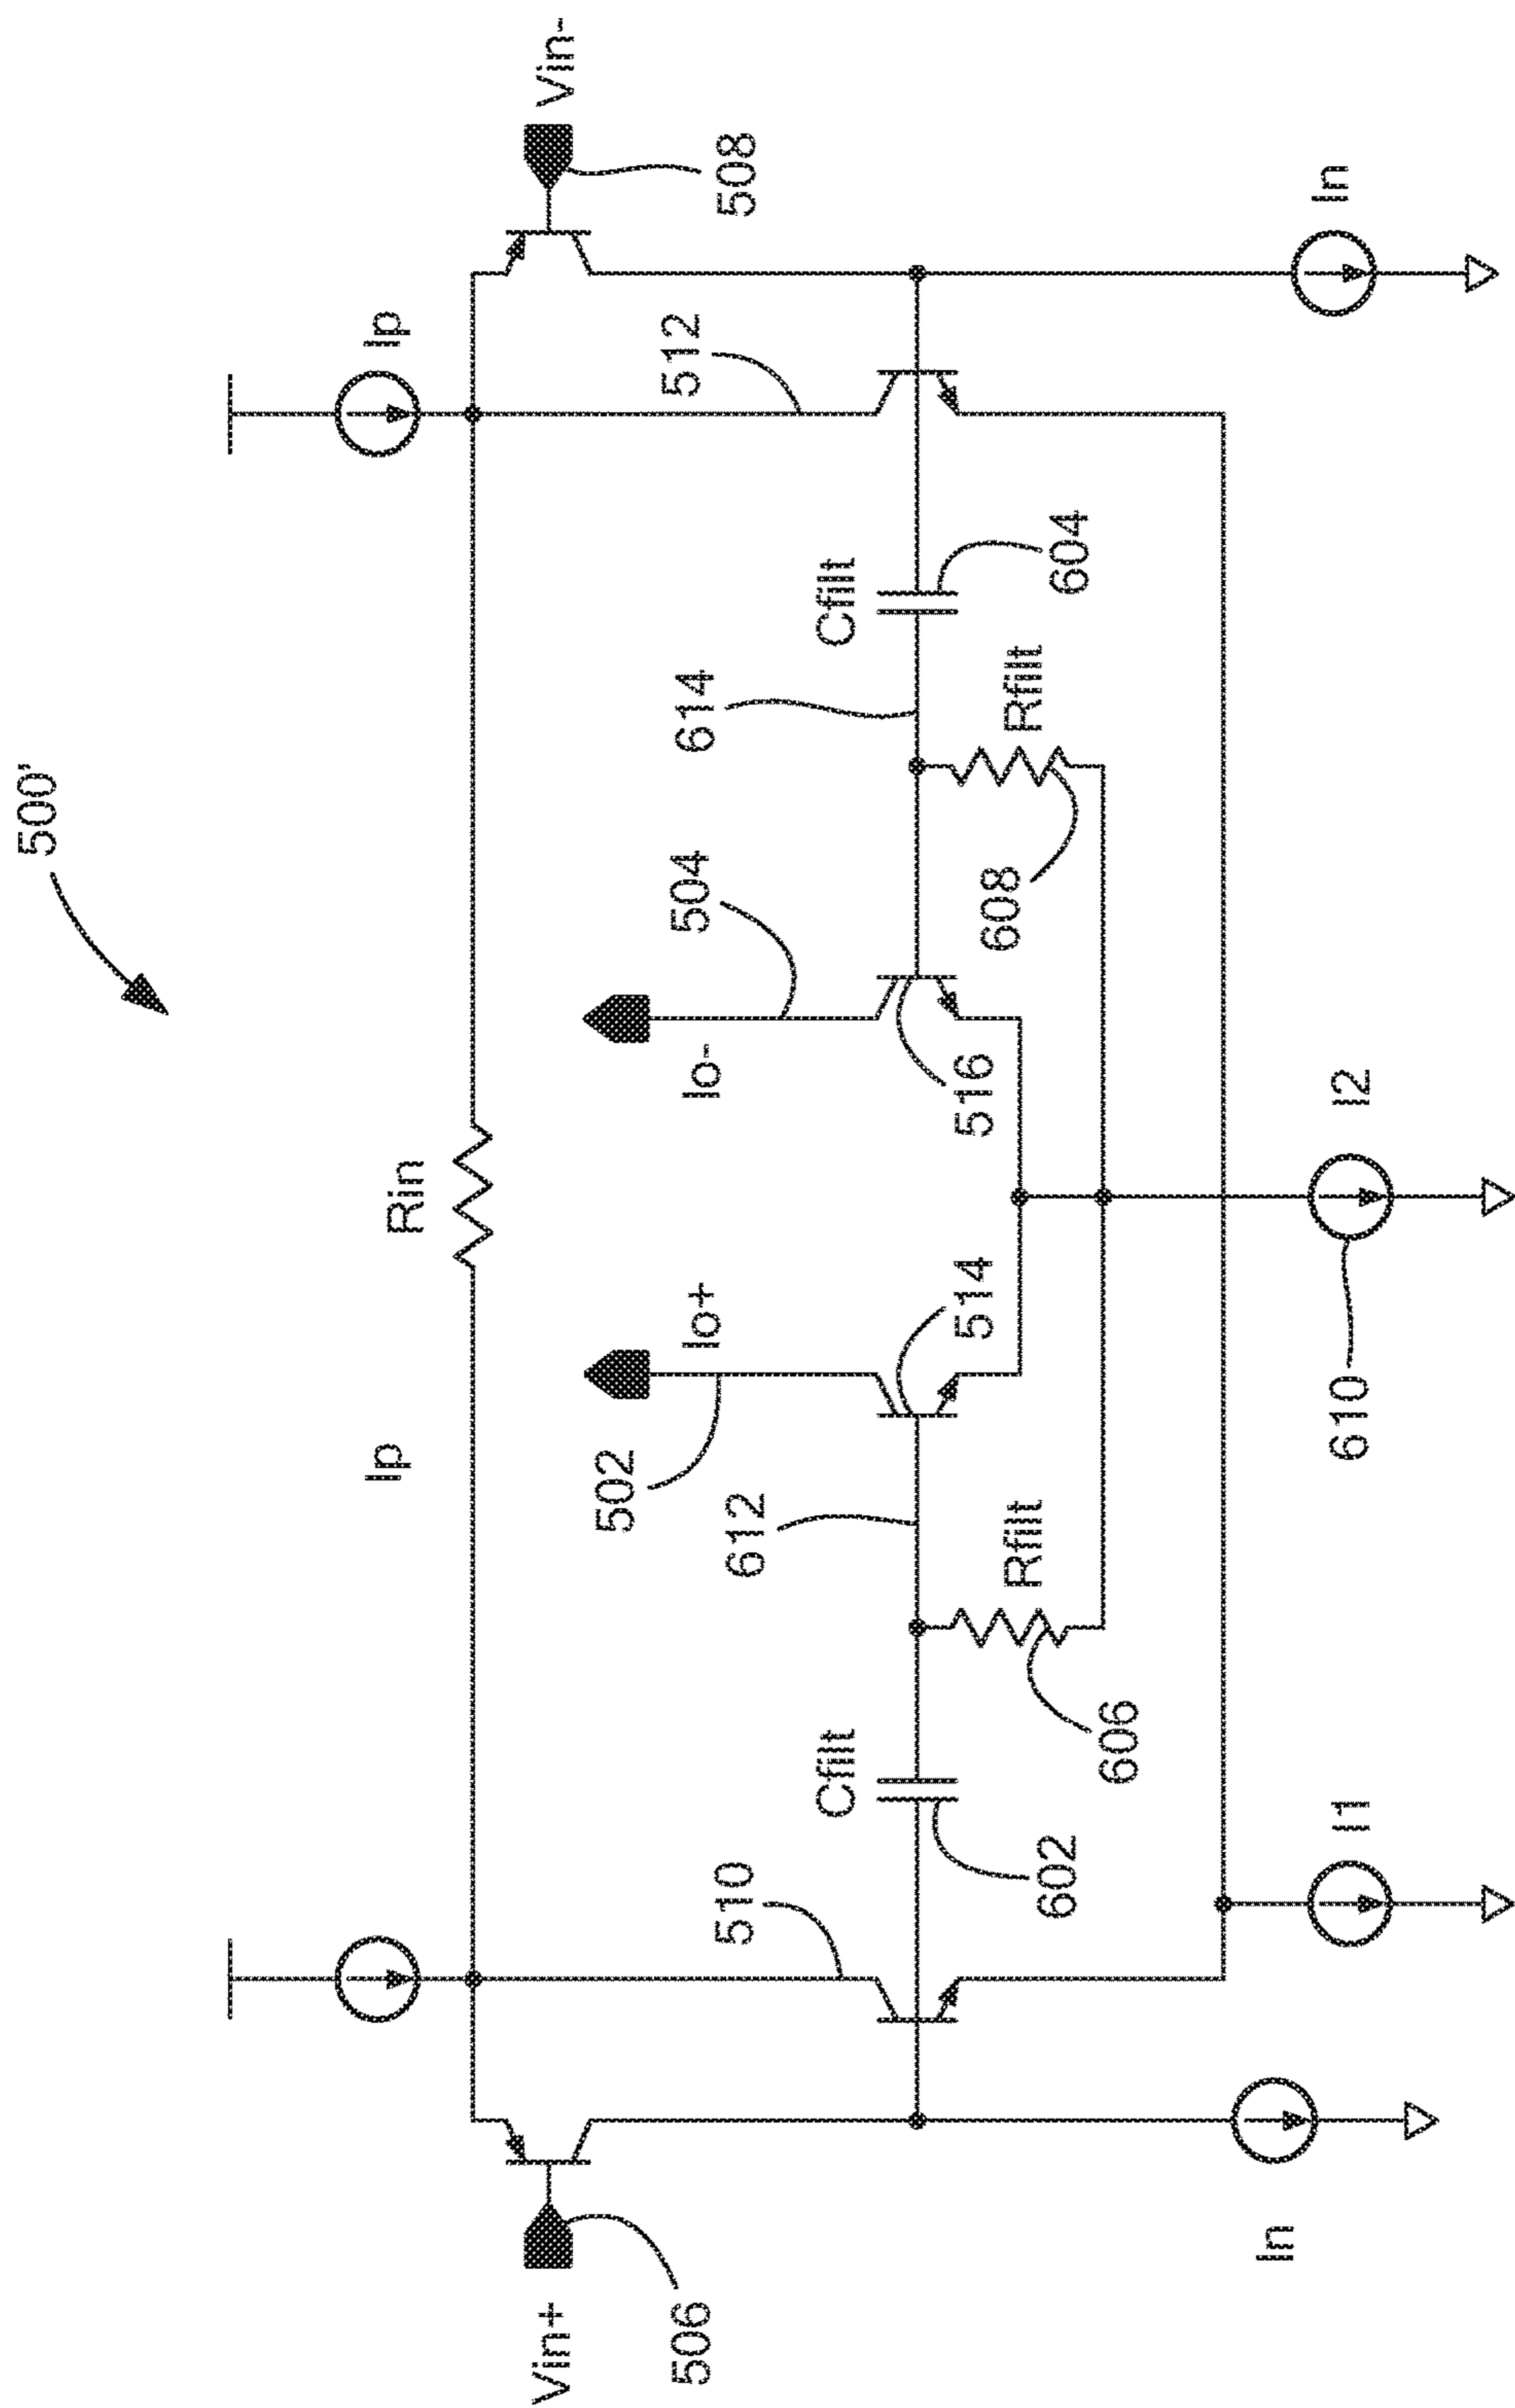 500'
Ip
Rin
Ip
Vin+
506
Vin-
508
502
Io+
Io-
504
510
512
612
614
Cfilt
Cfilt
514
516
602
604
Rfilt
Rfilt
606
608
In
I1
610
I2
In